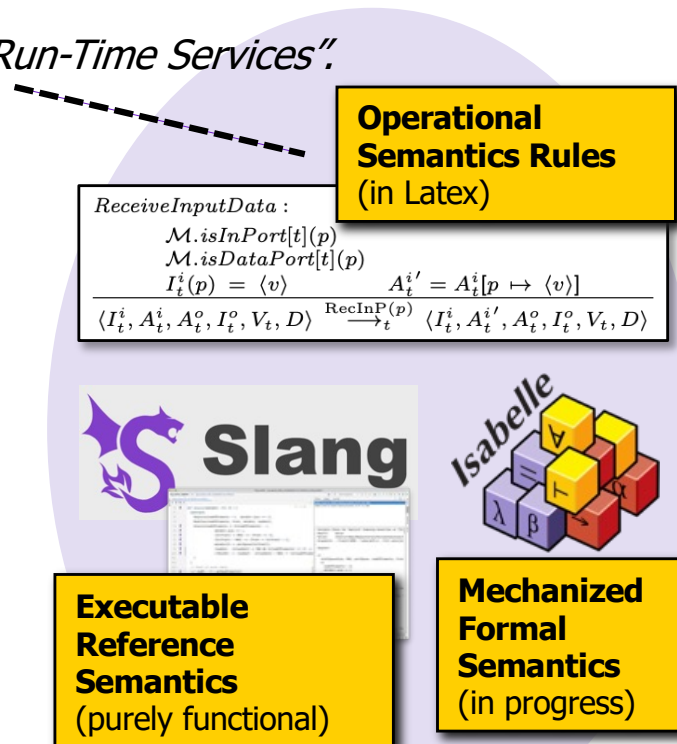 Run-Time Services”.
Operational
Semantics Rules
(in Latex)
ReceiveInputData :
M.isInPort[t](p)
M.isDataPort[t](p)
I_t^i(p) = ⟨v⟩ A_t^i′ = A_t^i[p ↦ ⟨v⟩]
⟨I_t^i, A_t^i, A_t^o, I_t^o, V_t, D⟩ —RecInP(p)→_t ⟨I_t^i, A_t^i′, A_t^o, I_t^o, V_t, D⟩
Slang
Isabelle
∀
=
⊢
α
λ β →
Executable
Reference
Semantics
(purely functional)
Mechanized
Formal
Semantics
(in progress)